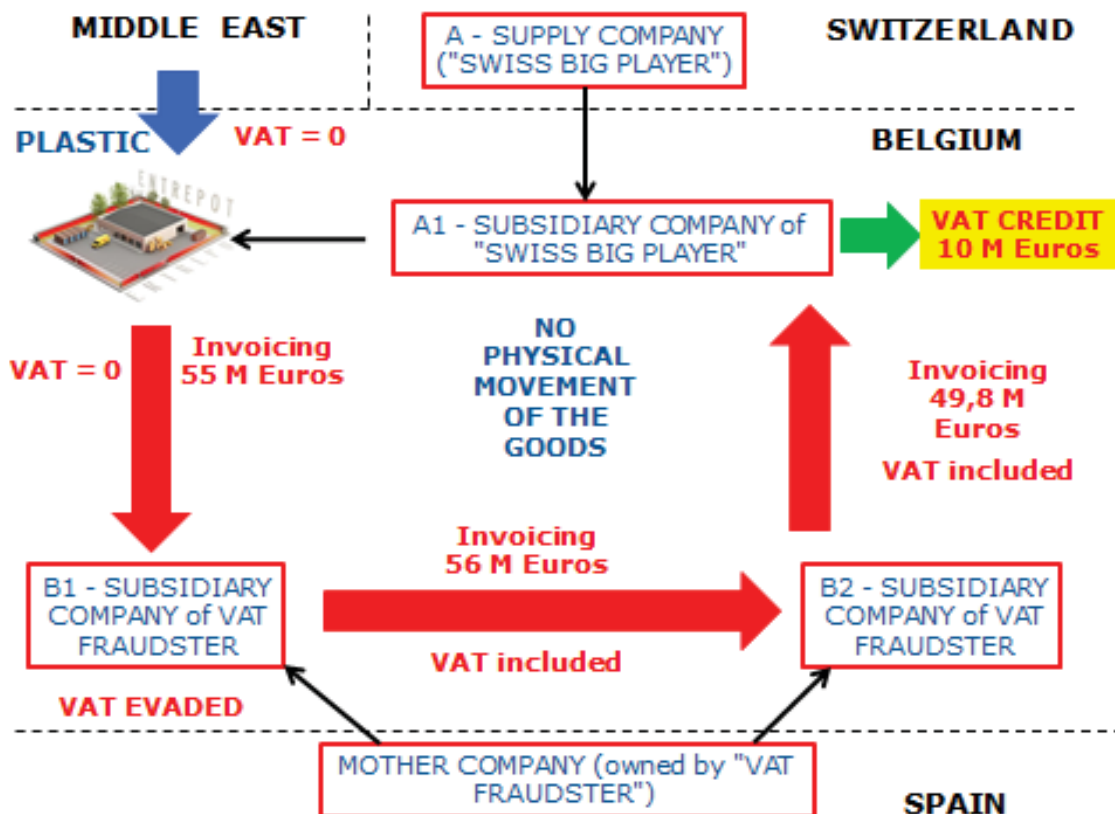 MIDDLE EAST
A - SUPPLY COMPANY
("SWISS BIG PLAYER")
SWITZERLAND
PLASTIC
VAT = 0
BELGIUM
ENTREPOT
A1 - SUBSIDIARY COMPANY of
"SWISS BIG PLAYER"
VAT CREDIT
10 M Euros
VAT = 0
Invoicing
55 M Euros
NO
PHYSICAL
MOVEMENT
OF THE
GOODS
Invoicing
49,8 M
Euros
VAT included
Invoicing
56 M Euros
VAT included
B1 - SUBSIDIARY
COMPANY of VAT
FRAUDSTER
B2 - SUBSIDIARY
COMPANY of VAT
FRAUDSTER
VAT EVADED
MOTHER COMPANY (owned by "VAT
FRAUDSTER")
SPAIN